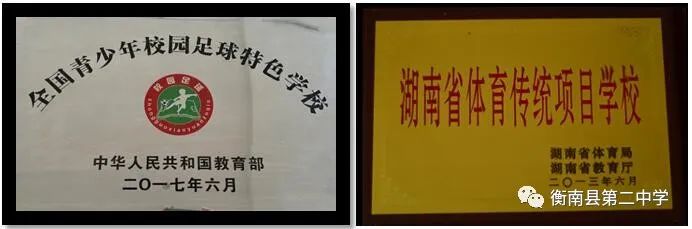 全国青少年校园足球特色学校
校园足球
中华人民共和国教育部
二〇一七年六月
湖南省体育传统项目学校
湖南省体育局
湖南省教育厅
二〇一三年六月
衡南县第二中学